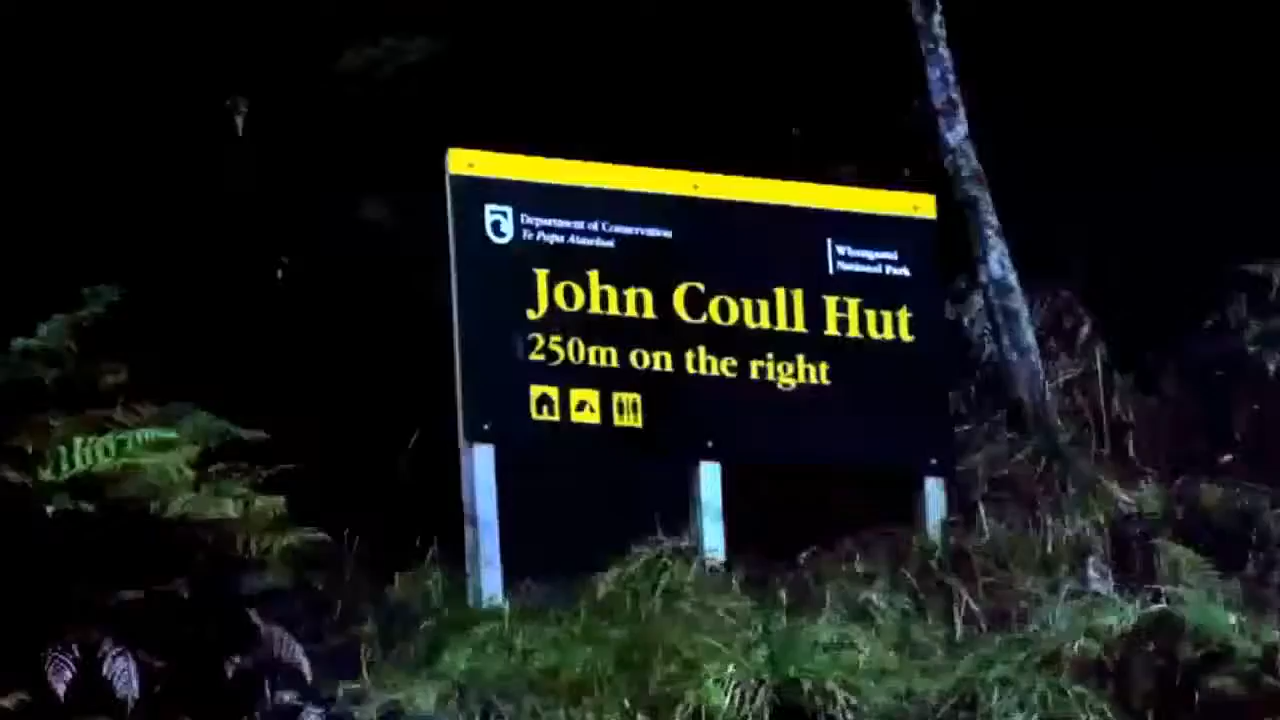 Department of Conservation
Te Papa Atawhai
Whanganui
National Park
John Coull Hut
250m on the right